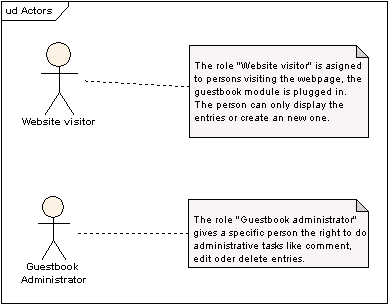 ud Actors
Website visitor
The role "Website visitor" is asigned
to persons visiting the webpage, the
guestbook module is plugged in.
The person can only display the
entries or create an new one.
Guestbook
Administrator
The role "Guestbook administrator"
gives a specific person the right to do
administrative tasks like comment,
edit oder delete entries.